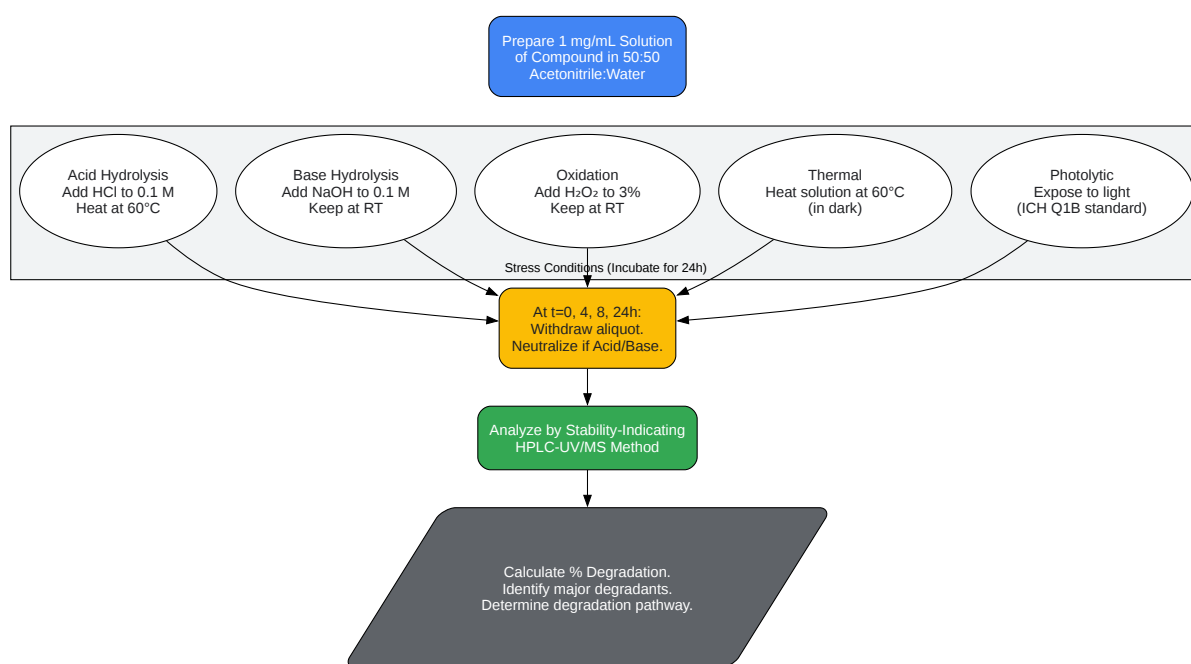 Prepare 1 mg/mL Solution
of Compound in 50:50
Acetonitrile:Water
Acid Hydrolysis
Add HCl to 0.1 M
Heat at 60°C
Base Hydrolysis
Add NaOH to 0.1 M
Keep at RT
Oxidation
Add H₂O₂ to 3%
Keep at RT
Thermal
Heat solution at 60°C
(in dark)
Photolytic
Expose to light
(ICH Q1B standard)
Stress Conditions (Incubate for 24h)
At t=0, 4, 8, 24h:
Withdraw aliquot.
Neutralize if Acid/Base.
Analyze by Stability-Indicating
HPLC-UV/MS Method
Calculate % Degradation.
Identify major degradants.
Determine degradation pathway.